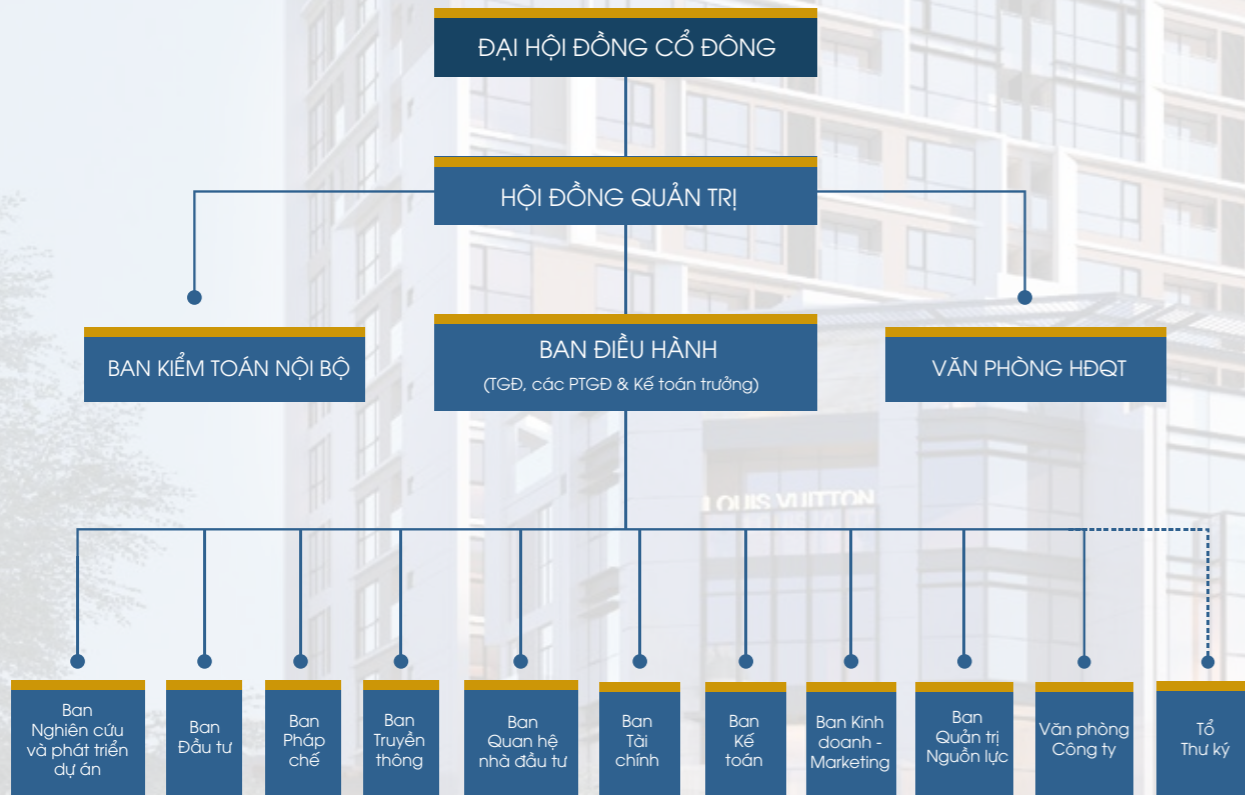 ĐẠI HỘI ĐỒNG CỔ ĐÔNG
HỘI ĐỒNG QUẢN TRỊ
BAN KIỂM TOÁN NỘI BỘ
BAN ĐIỀU HÀNH
(TGĐ, các PTGĐ & Kế toán trưởng)
VĂN PHÒNG HĐQT
LOUIS VUITTON
Ban
Nghiên cứu
và phát triển
dự án
Ban
Đầu tư
Ban
Pháp
chế
Ban
Truyền
thông
Ban
Quan hệ
nhà đầu tư
Ban
Tài
chính
Ban
Kế
toán
Ban Kinh
doanh -
Marketing
Ban
Quản trị
Nguồn lực
Văn phòng
Công ty
Tổ
Thư ký